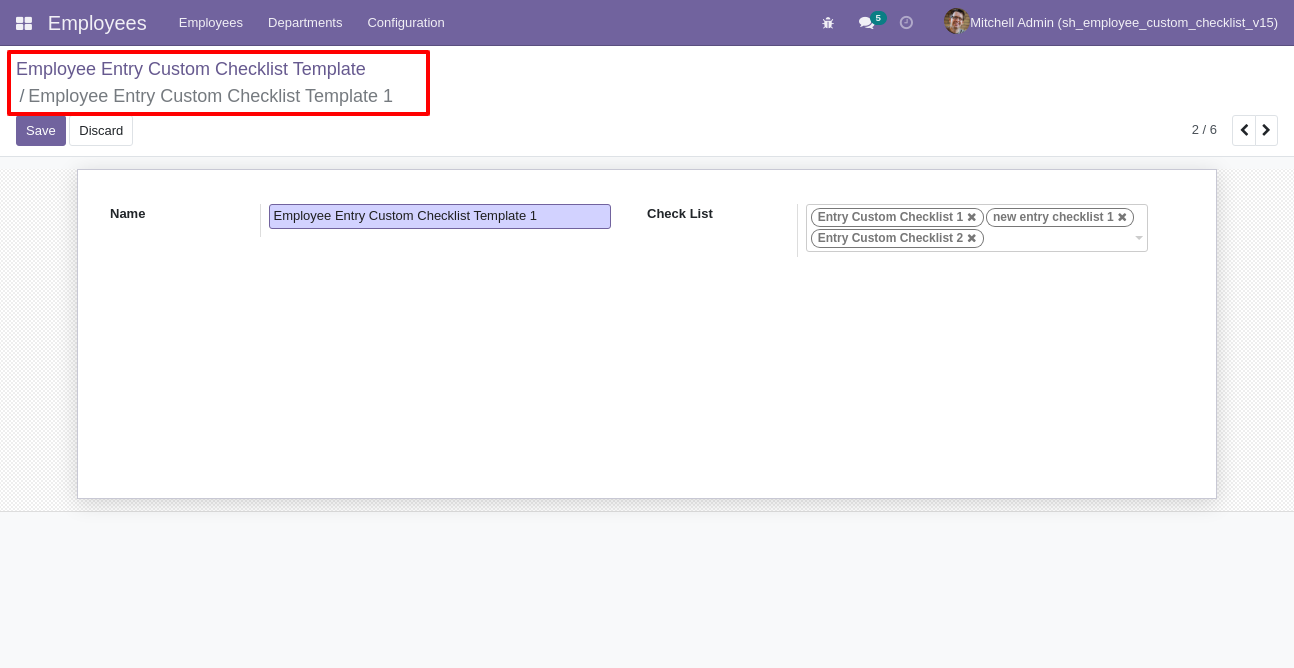 Employees Employees Departments Configuration 5 Mitchell Admin (sh_employee_custom_checklist_v15)
Employee Entry Custom Checklist Template
/ Employee Entry Custom Checklist Template 1
Save Discard 2 / 6
Name Employee Entry Custom Checklist Template 1 Check List Entry Custom Checklist 1 ✖ new entry checklist 1 ✖
Entry Custom Checklist 2 ✖